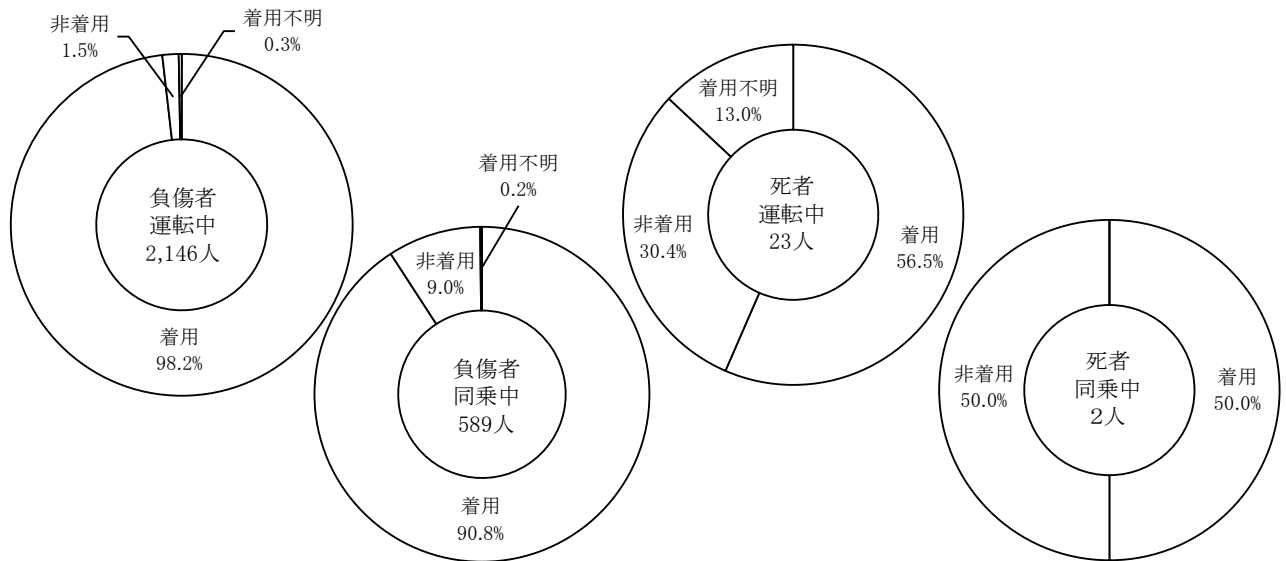 非着用
1.5%
着用不明
0.3%
負傷者
運転中
2,146人
着用
98.2%
着用不明
0.2%
非着用
9.0%
負傷者
同乗中
589人
着用
90.8%
着用不明
13.0%
非着用
30.4%
死者
運転中
23人
着用
56.5%
非着用
50.0%
死者
同乗中
2人
着用
50.0%